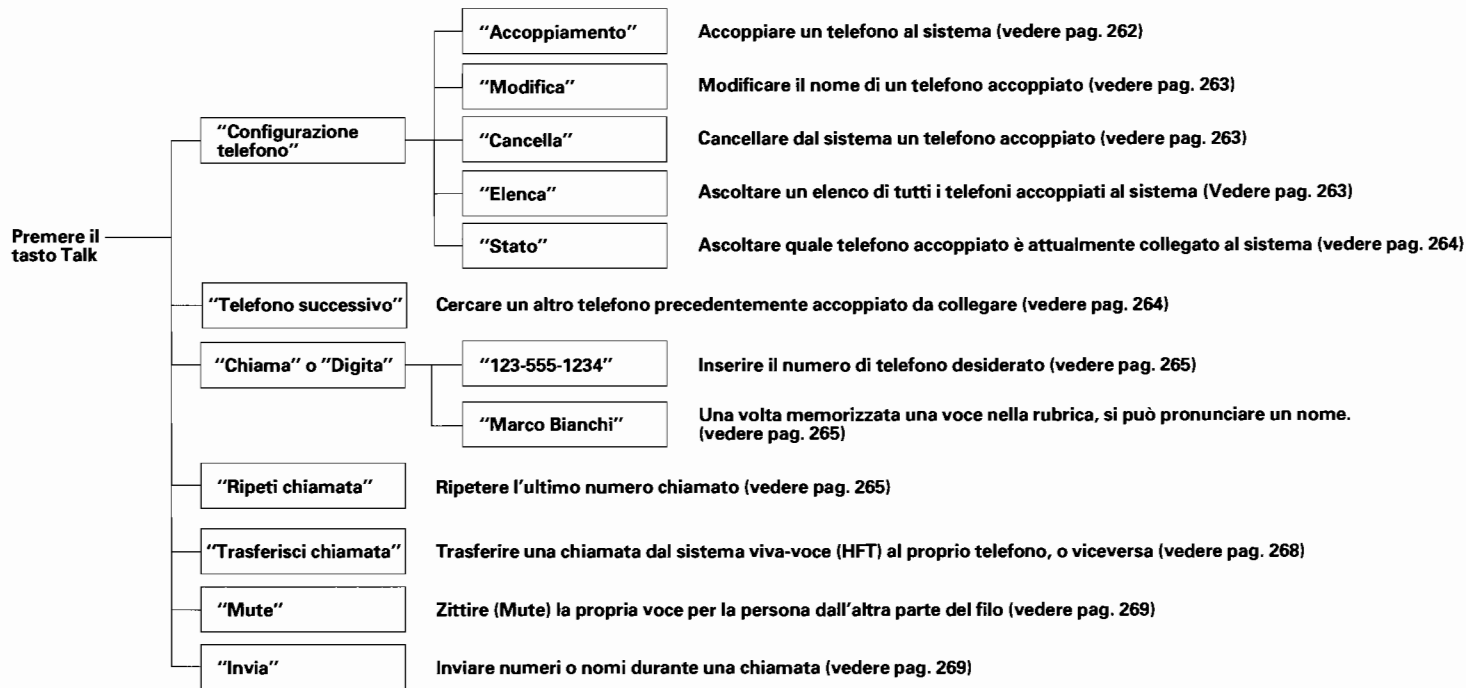 "Accoppiamento" Accoppiare un telefono al sistema (vedere pag. 262)
"Modifica" Modificare il nome di un telefono accoppiato (vedere pag. 263)
"Configurazione
telefono"
"Cancella" Cancellare dal sistema un telefono accoppiato (vedere pag. 263)
"Elenca" Ascoltare un elenco di tutti i telefoni accoppiati al sistema (Vedere pag. 263)
Premere il
tasto Talk
"Stato" Ascoltare quale telefono accoppiato è attualmente collegato al sistema (vedere pag. 264)
"Telefono successivo" Cercare un altro telefono precedentemente accoppiato da collegare (vedere pag. 264)
"Chiama" o "Digita" "123-555-1234" Inserire il numero di telefono desiderato (vedere pag. 265)
"Marco Bianchi" Una volta memorizzata una voce nella rubrica, si può pronunciare un nome.
(vedere pag. 265)
"Ripeti chiamata" Ripetere l'ultimo numero chiamato (vedere pag. 265)
"Trasferisci chiamata" Trasferire una chiamata dal sistema viva-voce (HFT) al proprio telefono, o viceversa (vedere pag. 268)
"Mute" Zittire (Mute) la propria voce per la persona dall'altra parte del filo (vedere pag. 269)
"Invia" Inviare numeri o nomi durante una chiamata (vedere pag. 269)